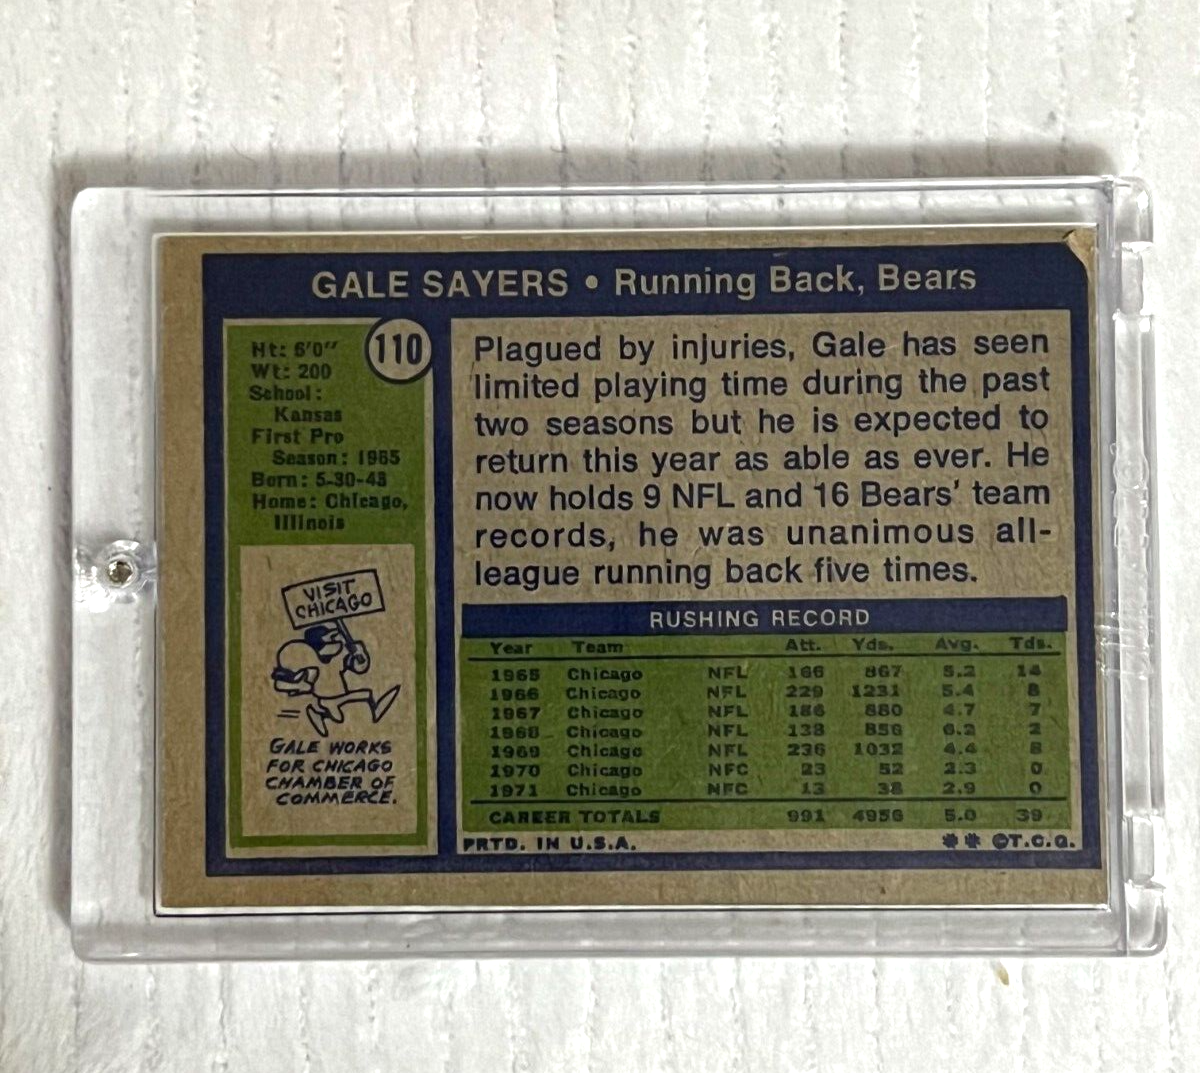 GALE SAYERS • Running Back, Bears
110
Ht: 6'0"
Wt: 200
School:
Kansas
First Pro
Season: 1965
Born: 5-30-43
Home: Chicago,
Illinois
VISIT
CHICAGO
GALE WORKS
FOR CHICAGO
CHAMBER OF
COMMERCE.
Plagued by injuries, Gale has seen
limited playing time during the past
two seasons but he is expected to
return this year as able as ever. He
now holds 9 NFL and 16 Bears' team
records, he was unanimous all-
league running back five times.
RUSHING RECORD
Year Team Att. Yds. Avg. Tds.
1965 Chicago NFL 166 867 5.2 14
1966 Chicago NFL 229 1231 5.4 8
1967 Chicago NFL 186 880 4.7 7
1968 Chicago NFL 138 856 6.2 2
1969 Chicago NFL 236 1032 4.4 8
1970 Chicago NFC 23 52 2.3 0
1971 Chicago NFC 13 38 2.9 0
CAREER TOTALS 991 4956 5.0 39
PRTD. IN U.S.A. ** ©T.C.G.